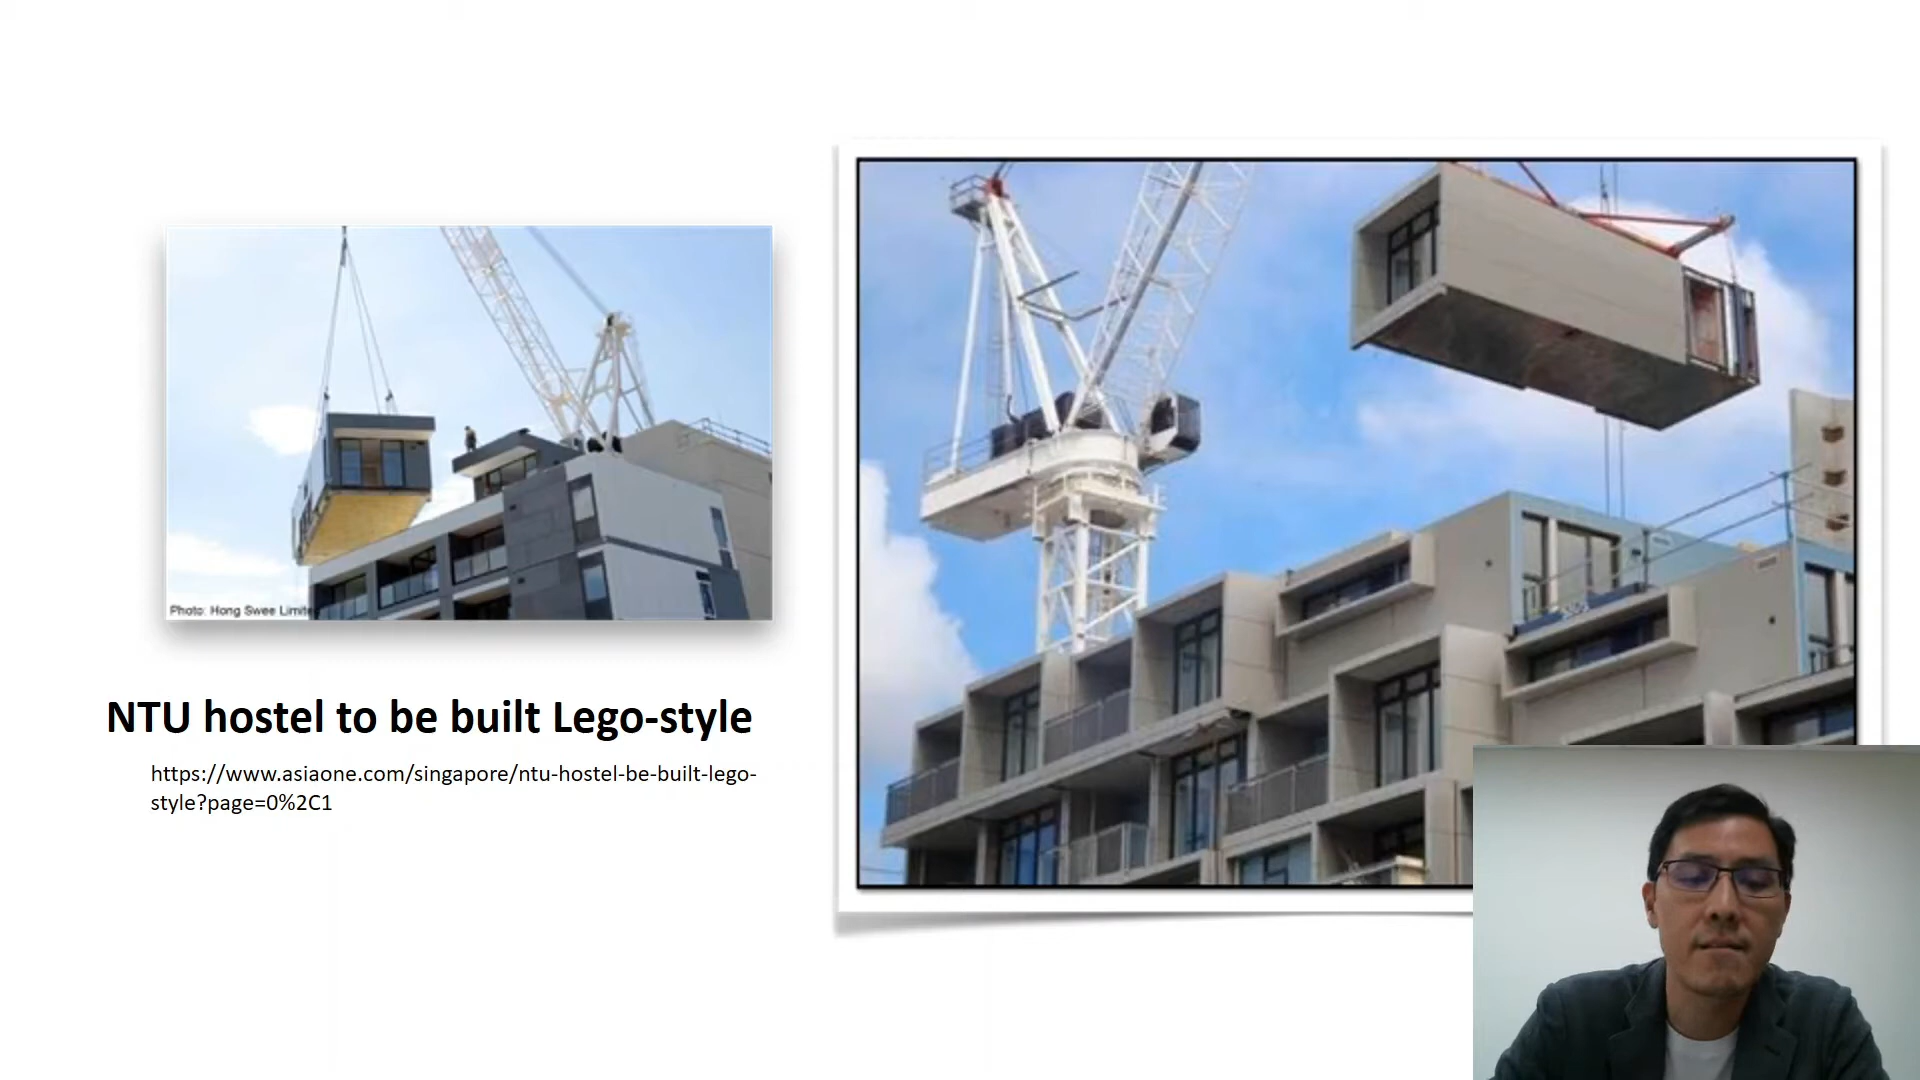 Photo: Hong Swee Limite
NTU hostel to be built Lego-style
https://www.asiaone.com/singapore/ntu-hostel-be-built-lego-
style?page=0%2C1